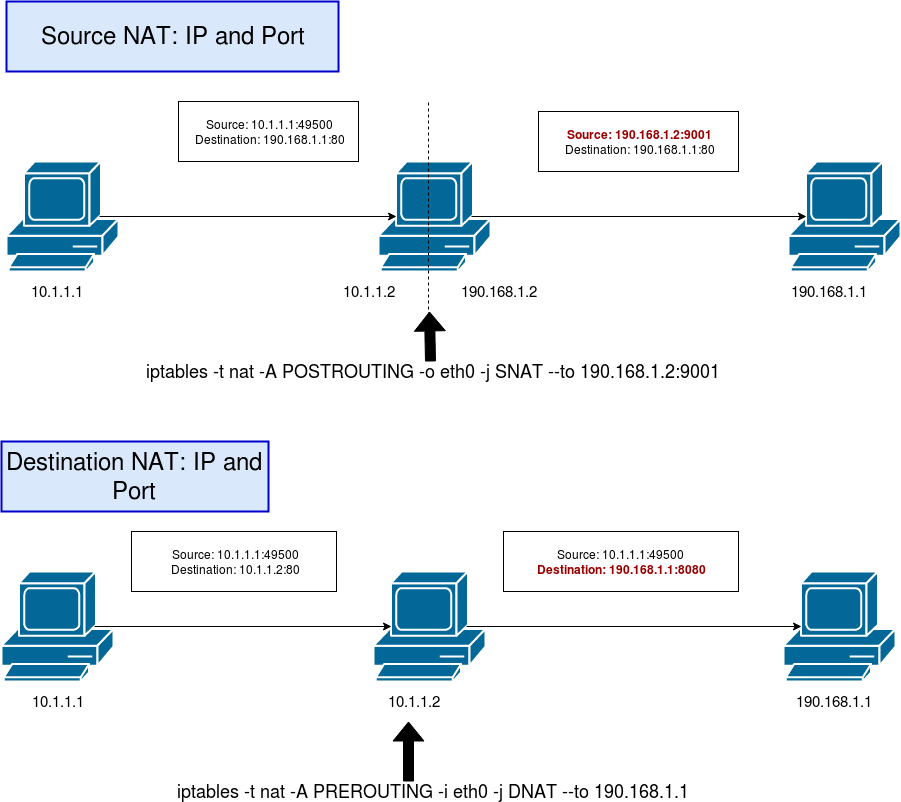 Source NAT: IP and Port
Source: 10.1.1.1:49500
Destination: 190.168.1.1:80
Source: 190.168.1.2:9001
Destination: 190.168.1.1:80
10.1.1.1
10.1.1.2
190.168.1.2
190.168.1.1
iptables -t nat -A POSTROUTING -o eth0 -j SNAT --to 190.168.1.2:9001
Destination NAT: IP and
Port
Source: 10.1.1.1:49500
Destination: 10.1.1.2:80
Source: 10.1.1.1:49500
Destination: 190.168.1.1:8080
10.1.1.1
10.1.1.2
190.168.1.1
iptables -t nat -A PREROUTING -i eth0 -j DNAT --to 190.168.1.1